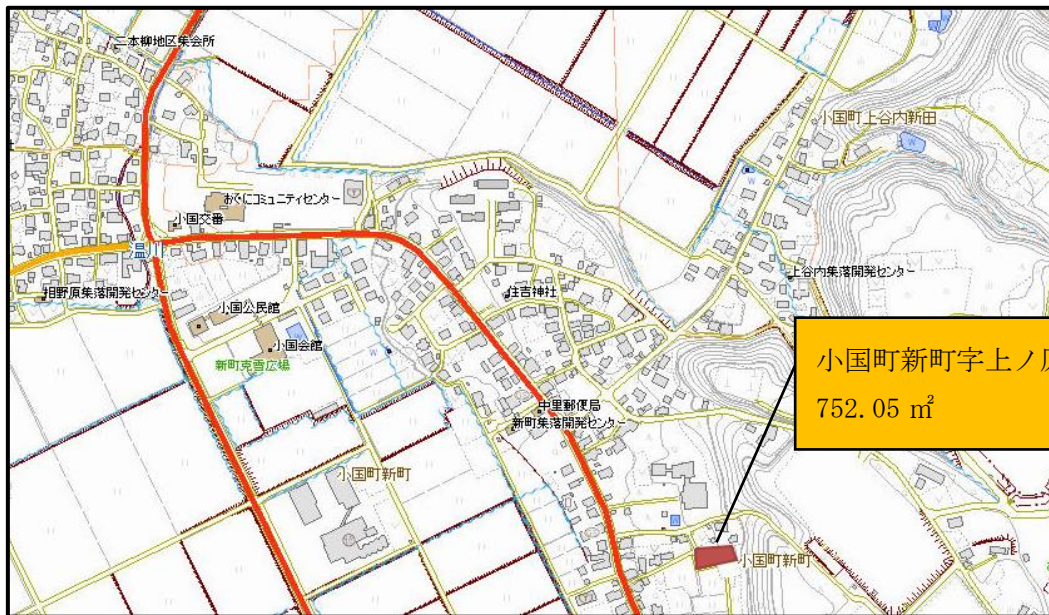 二本柳地区集会所
小国町上谷内新田
おぐにコミュニティセンター
小国交番
温川
住吉神社
上谷内集落開発センター
相野原集落開発センター
小国公民館
小国会館
新町克雪広場
小国町新町字上ノ原
752.05 ㎡
中里郵便局
新町集落開発センター
小国町新町
小国町新町